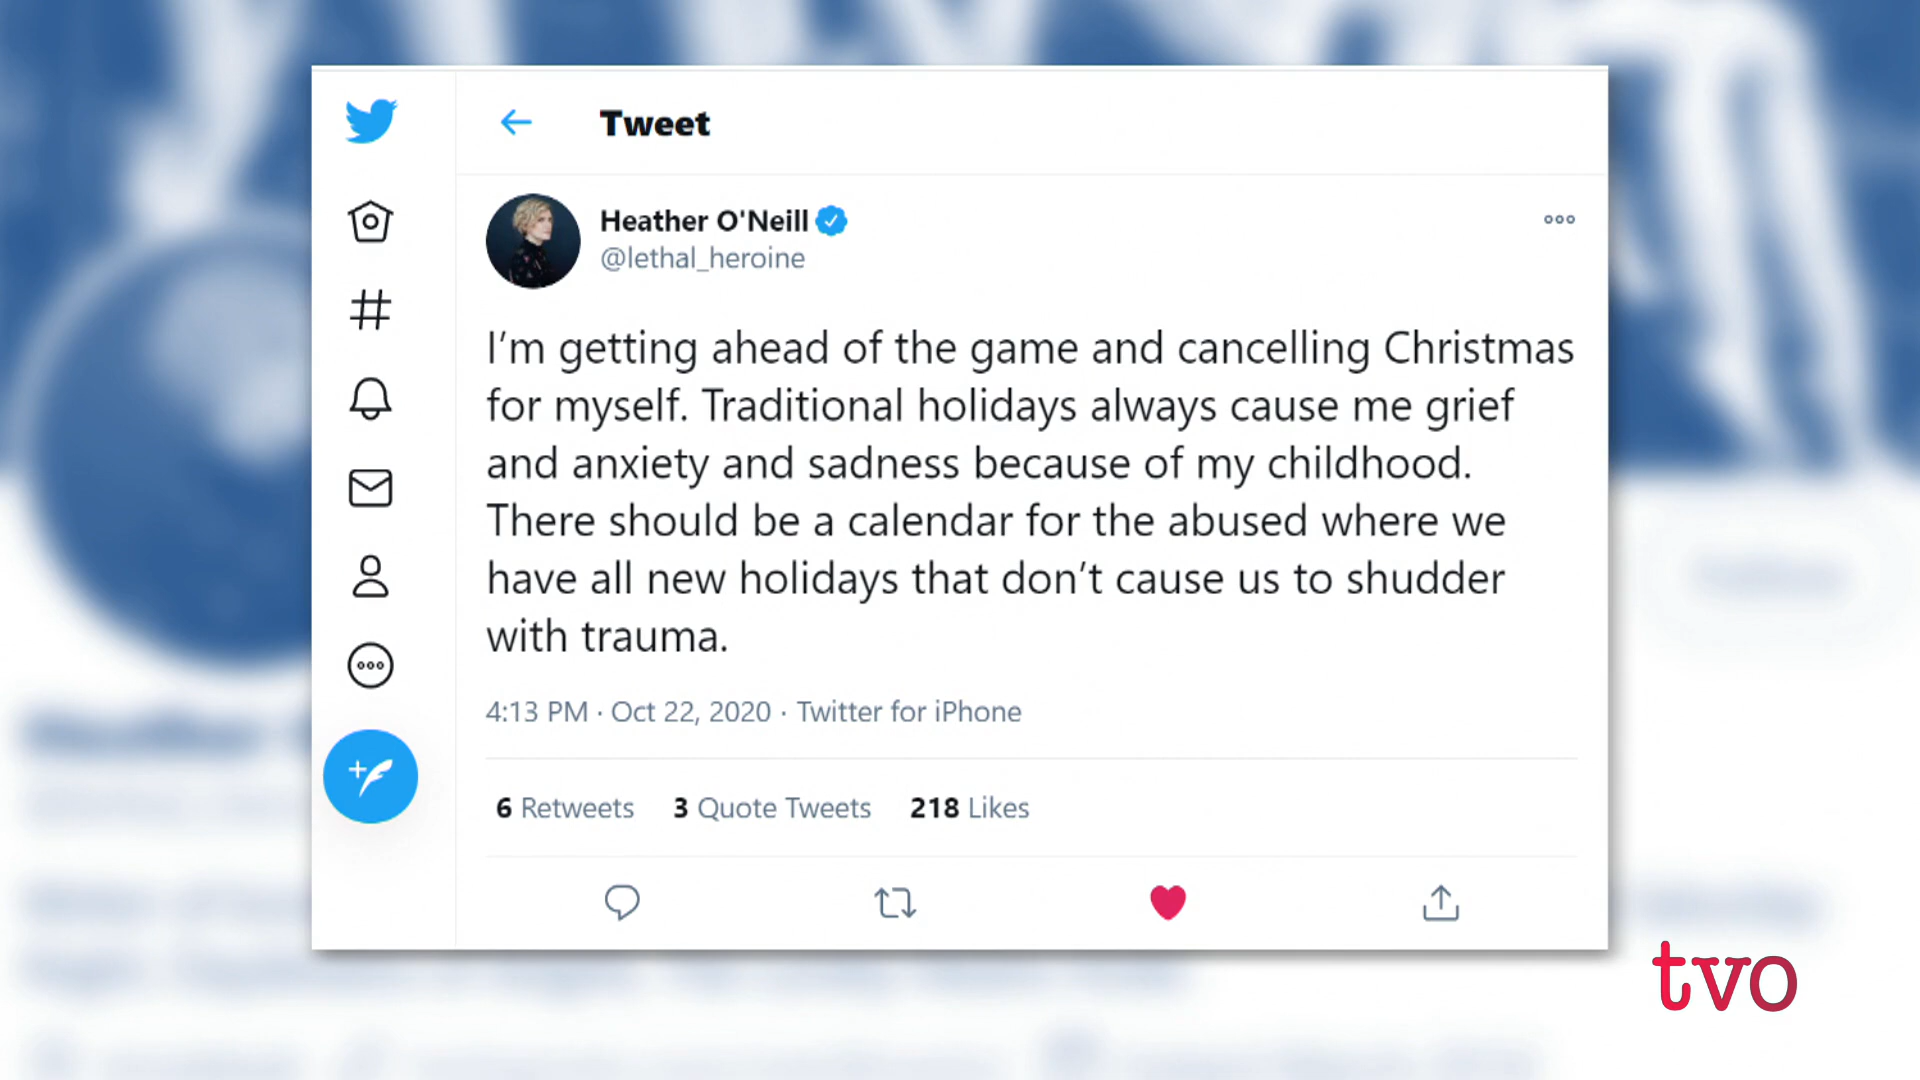 Tweet
Heather O'Neill
@lethal_heroine
I’m getting ahead of the game and cancelling Christmas
for myself. Traditional holidays always cause me grief
and anxiety and sadness because of my childhood.
There should be a calendar for the abused where we
have all new holidays that don’t cause us to shudder
with trauma.
4:13 PM · Oct 22, 2020 · Twitter for iPhone
6 Retweets 3 Quote Tweets 218 Likes
tvo